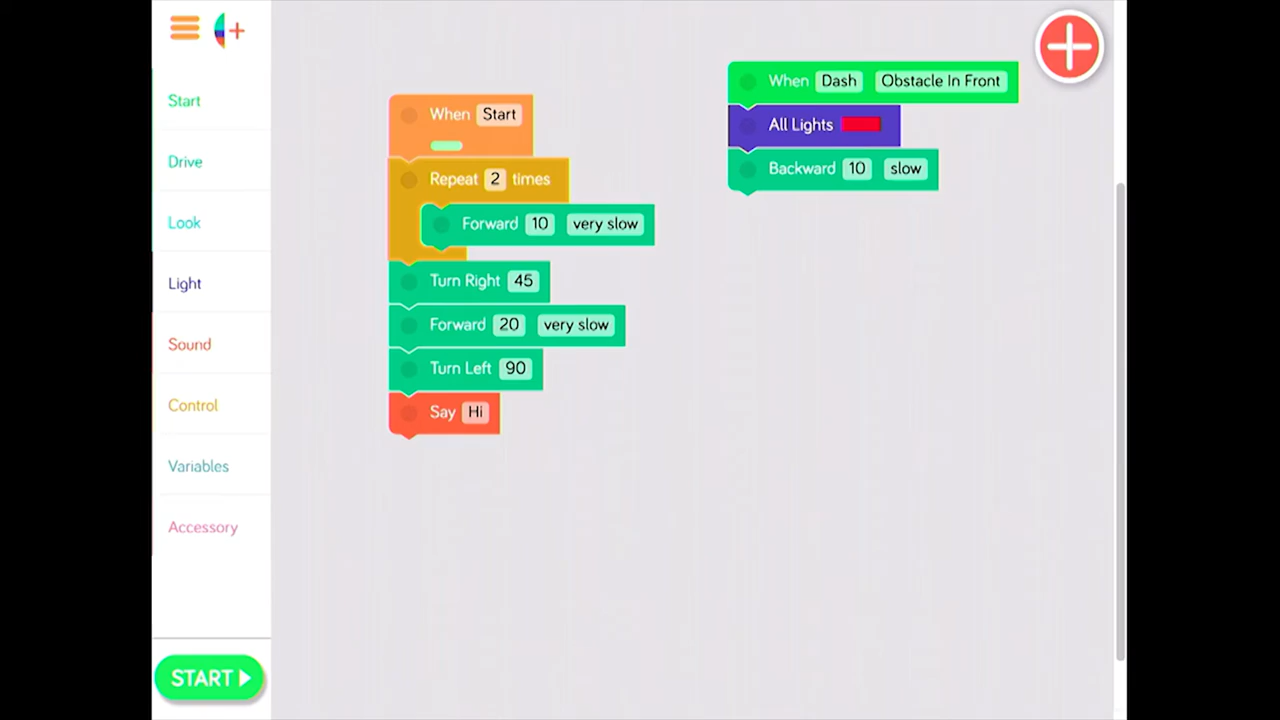 Start
Drive
Look
Light
Sound
Control
Variables
Accessory
START
When Start
Repeat 2 times
Forward 10 very slow
Turn Right 45
Forward 20 very slow
Turn Left 90
Say Hi
When Dash Obstacle In Front
All Lights
Backward 10 slow